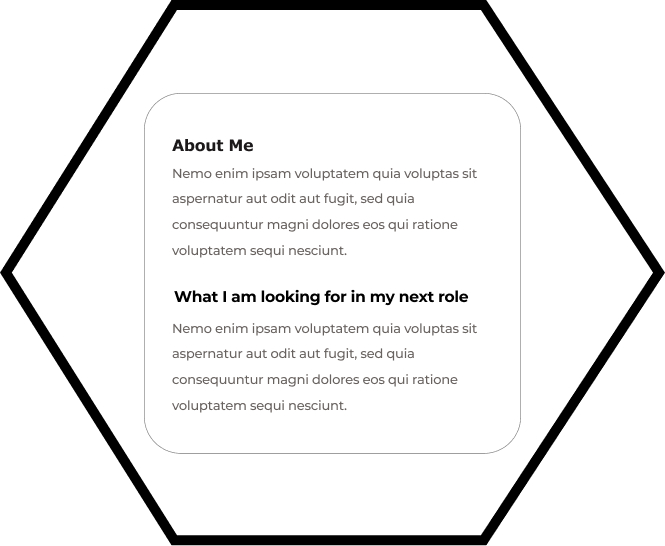 About Me
Nemo enim ipsam voluptatem quia voluptas sit
aspernatur aut odit aut fugit, sed quia
consequuntur magni dolores eos qui ratione
voluptatem sequi nesciunt.
What I am looking for in my next role
Nemo enim ipsam voluptatem quia voluptas sit
aspernatur aut odit aut fugit, sed quia
consequuntur magni dolores eos qui ratione
voluptatem sequi nesciunt.